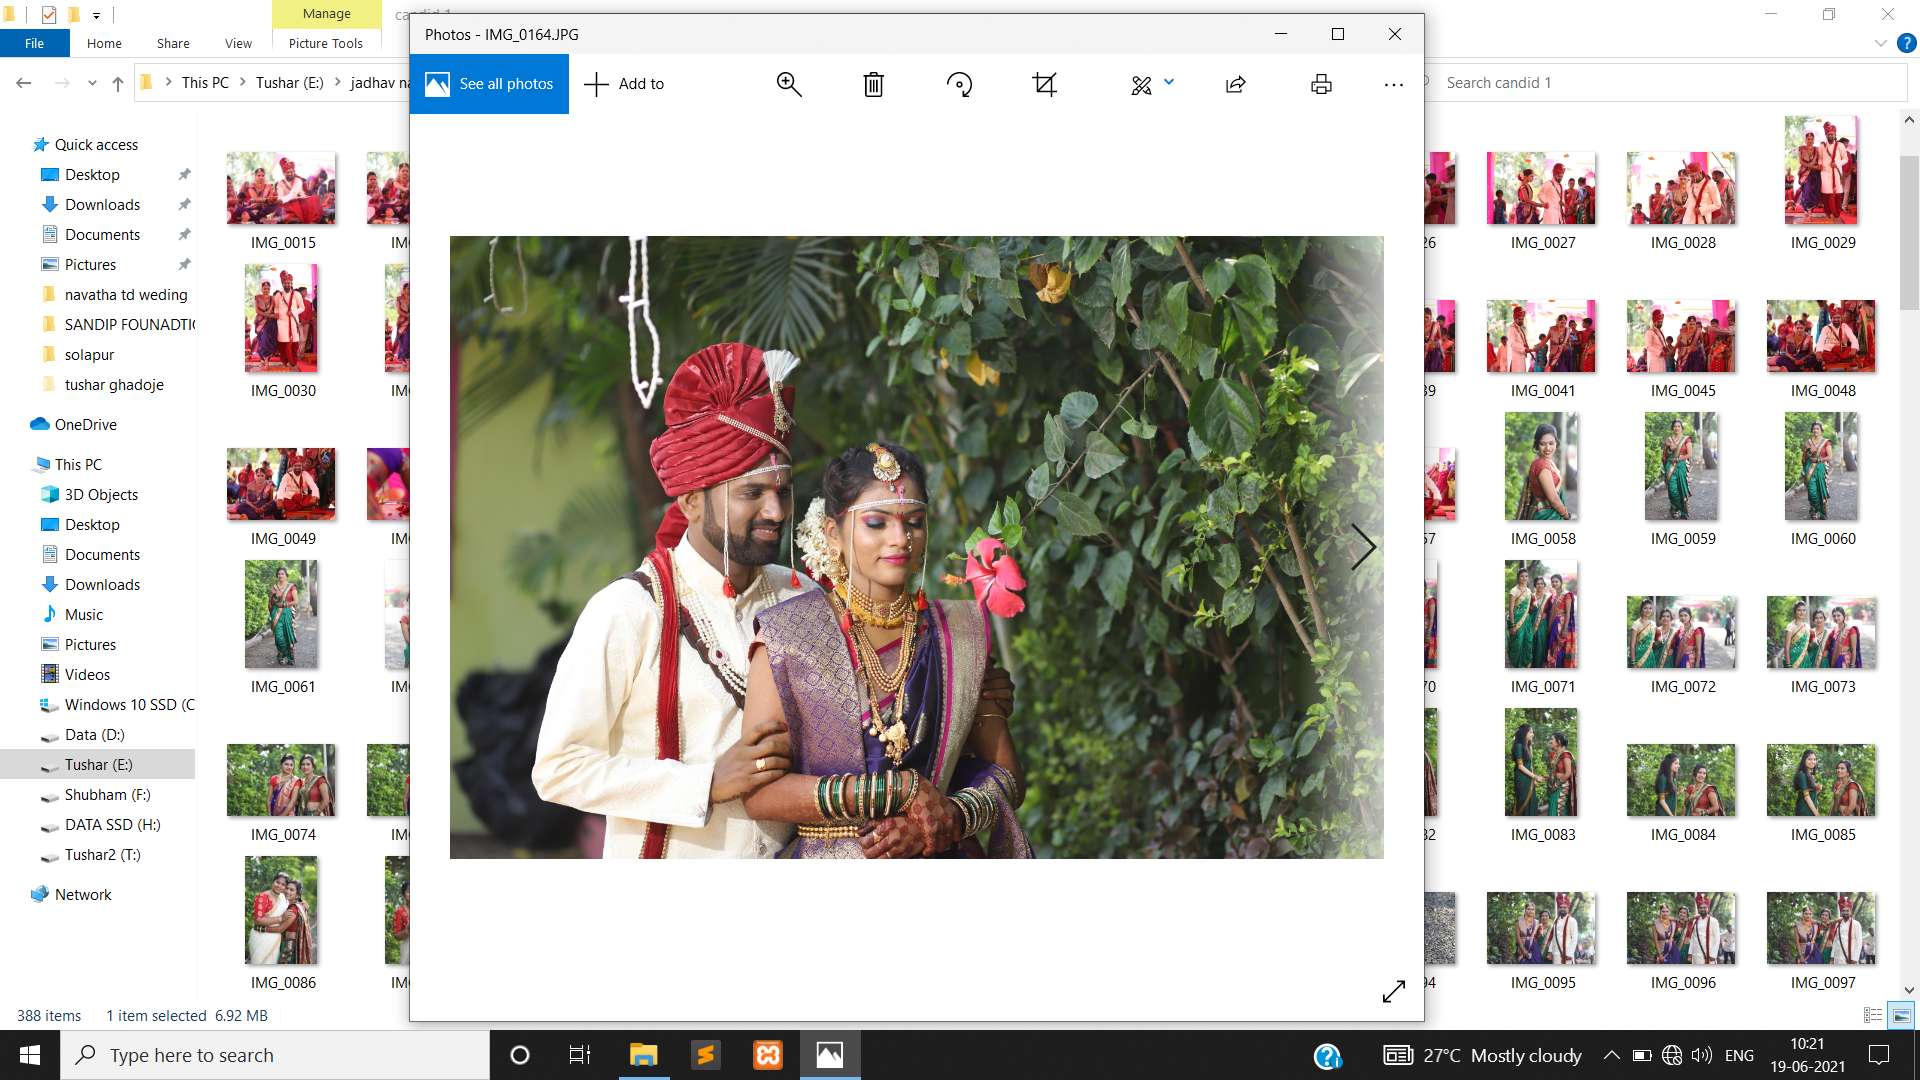 Manage
candid 1
File
Home
Share
View
Picture Tools
This PC
Tushar (E:)
jadhav na
Search candid 1
Photos - IMG_0164.JPG
See all photos
Add to
Quick access
Desktop
Downloads
Documents
Pictures
navatha td weding
SANDIP FOUNADTIO
solapur
tushar ghadoje
OneDrive
This PC
3D Objects
Desktop
Documents
Downloads
Music
Pictures
Videos
Windows 10 SSD (C
Data (D:)
Tushar (E:)
Shubham (F:)
DATA SSD (H:)
Tushar2 (T:)
Network
IMG_0015
IM
26
IMG_0027
IMG_0028
IMG_0029
IMG_0030
IM
39
IMG_0041
IMG_0045
IMG_0048
IMG_0049
IM
57
IMG_0058
IMG_0059
IMG_0060
IMG_0061
IM
70
IMG_0071
IMG_0072
IMG_0073
IMG_0074
IM
82
IMG_0083
IMG_0084
IMG_0085
IMG_0086
IM
94
IMG_0095
IMG_0096
IMG_0097
388 items
1 item selected 6.92 MB
Type here to search
27°C Mostly cloudy
ENG
10:21
19-06-2021